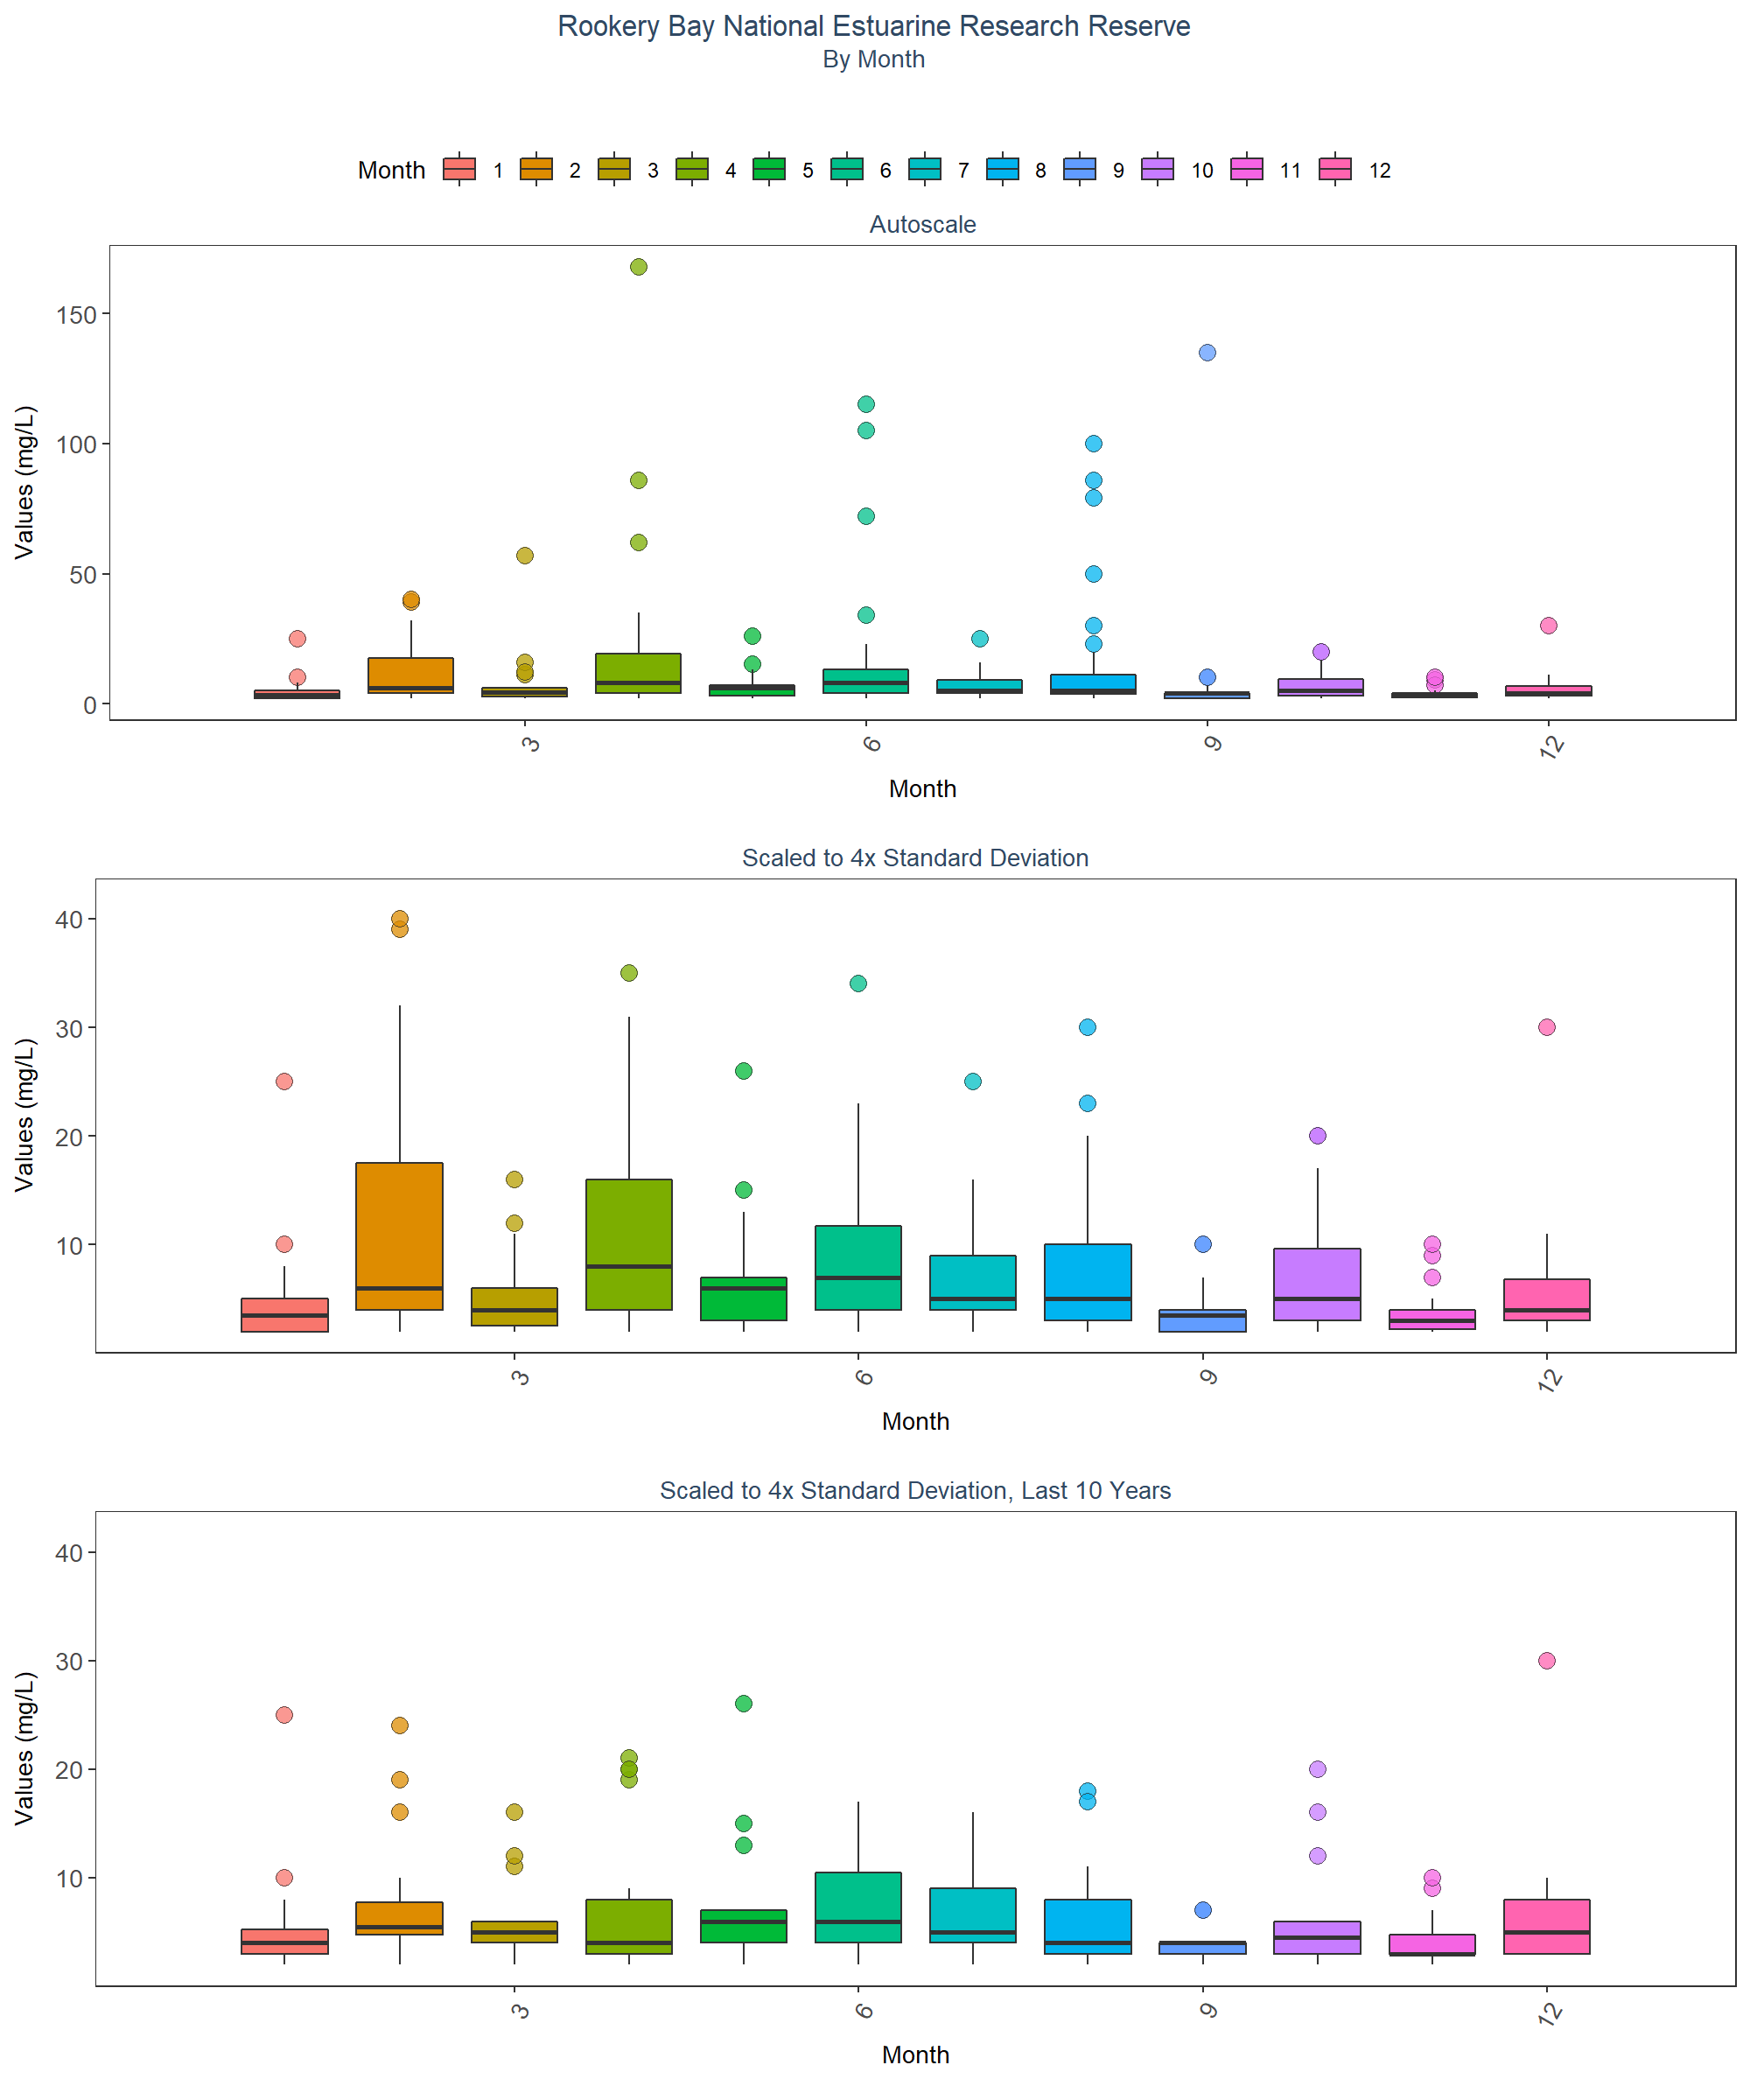 Rookery Bay National Estuarine Research Reserve
By Month
Month 1 2 3 4 5 6 7 8 9 10 11 12
Autoscale
150
100
50
0
Values (mg/L)
3 6 9 12
Month
Scaled to 4x Standard Deviation
40
30
20
10
Values (mg/L)
3 6 9 12
Month
Scaled to 4x Standard Deviation, Last 10 Years
40
30
20
10
Values (mg/L)
3 6 9 12
Month